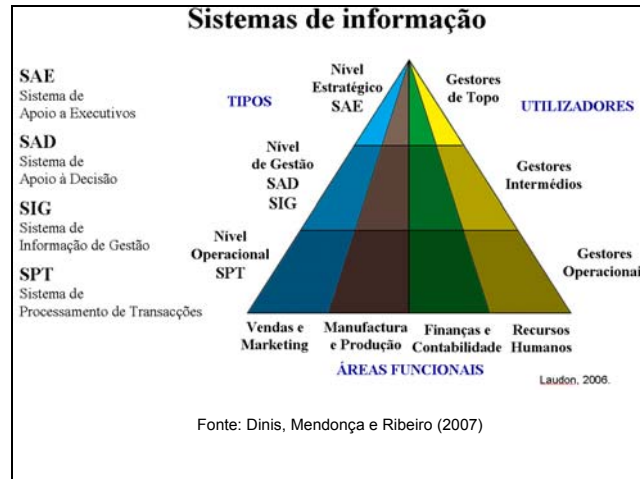 Sistemas de informação
SAE
Sistema de
Apoio a Executivos
SAD
Sistema de
Apoio à Decisão
SIG
Sistema de
Informação de Gestão
SPT
Sistema de
Processamento de Transacções
TIPOS
Nível
Estratégico
SAE
Nível
de Gestão
SAD
SIG
Nível
Operacional
SPT
Gestores
de Topo
UTILIZADORES
Gestores
Intermédios
Gestores
Operacionai
Vendas e
Marketing
Manufactura
e Produção
Finanças e
Contabilidade
Recursos
Humanos
ÁREAS FUNCIONAIS
Laudon, 2006.
Fonte: Dinis, Mendonça e Ribeiro (2007)